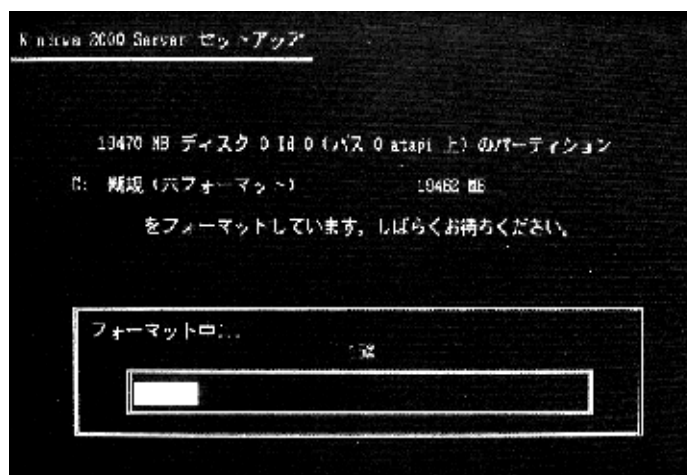 Windows 2000 Server セットアップ
19470 MB ディスク 0 Id 0 (バス 0 atapi 上) のパーティション
C: 新規 (未フォーマット) 19462 MB
をフォーマットしています。しばらくお待ちください。
フォーマット中...
15%